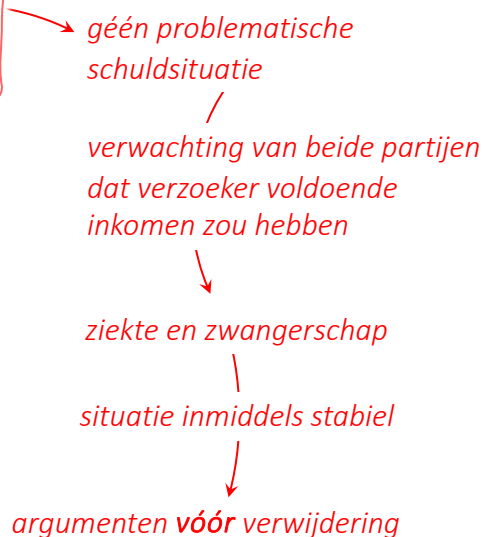 géén problematische
schuldsituatie
verwachting van beide partijen
dat verzoeker voldoende
inkomen zou hebben
ziekte en zwangerschap
situatie inmiddels stabiel
argumenten vóór verwijdering